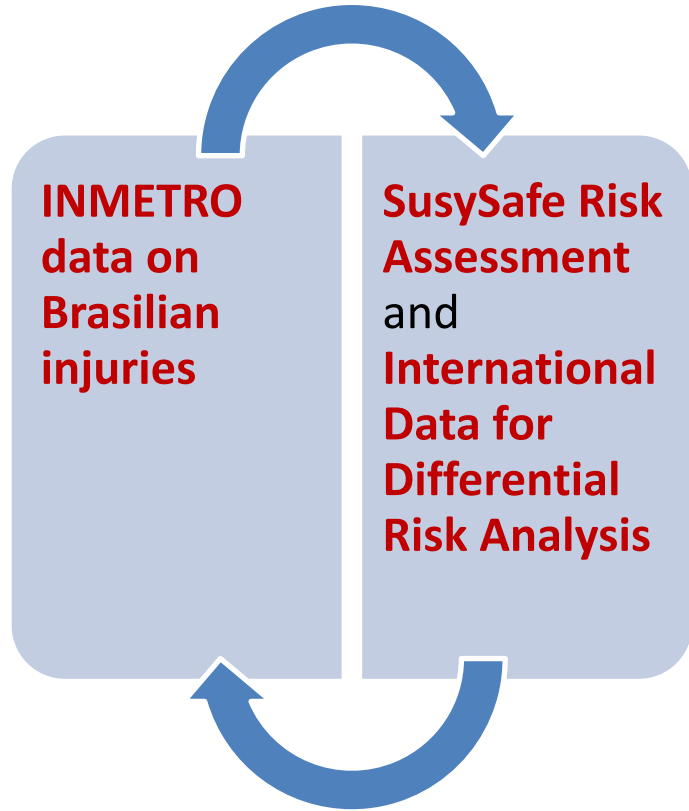 INMETRO
data on
Brasilian
injuries
SusySafe Risk
Assessment
and
International
Data for
Differential
Risk Analysis